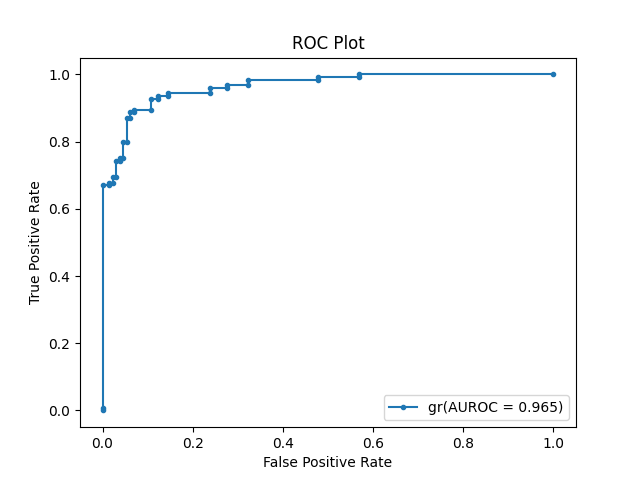 ROC Plot
1.0
0.8
0.6
0.4
0.2
0.0
True Positive Rate
gr(AUROC = 0.965)
0.0 0.2 0.4 0.6 0.8 1.0
False Positive Rate